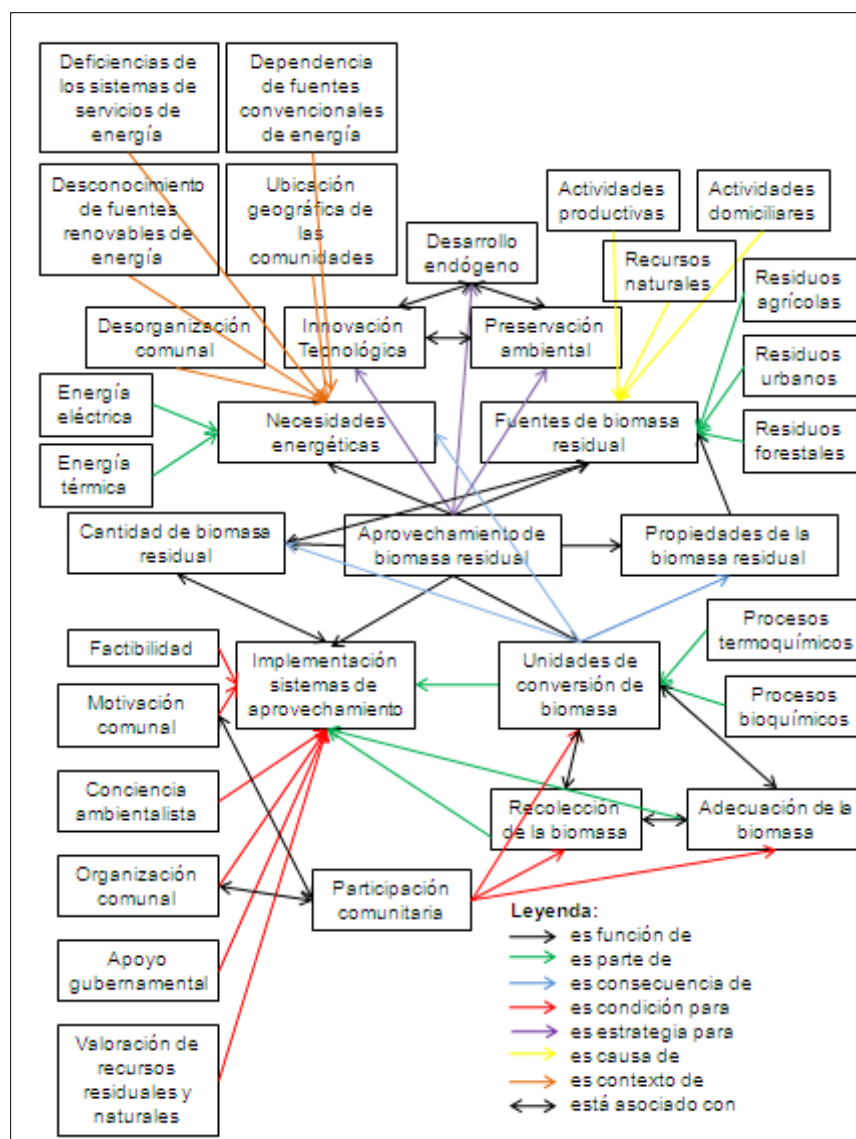 Deficiencias de
los sistemas de
servicios de
energía
Dependencia
de fuentes
convencionales
de energía
Desconocimiento
de fuentes
renovables de
energía
Ubicación
geográfica de
las
comunidades
Actividades
productivas
Actividades
domiciliares
Desarrollo
endógeno
Recursos
naturales
Residuos
agrícolas
Desorganización
comunal
Innovación
Tecnológica
Preservación
ambiental
Residuos
urbanos
Energía
eléctrica
Necesidades
energéticas
Fuentes de biomasa
residual
Residuos
forestales
Energía
térmica
Cantidad de biomasa
residual
Aprovechamiento de
biomasa residual
Propiedades de la
biomasa residual
Procesos
termoquímicos
Factibilidad
Implementación
sistemas de
aprovechamiento
Unidades de
conversión de
biomasa
Procesos
bioquímicos
Motivación
comunal
Conciencia
ambientalista
Recolección
de la biomasa
Adecuación de la
biomasa
Organización
comunal
Participación
comunitaria
Apoyo
gubernamental
Valoración de
recursos
residuales y
naturales
Leyenda:
es función de
es parte de
es consecuencia de
es condición para
es estrategia para
es causa de
es contexto de
está asociado con